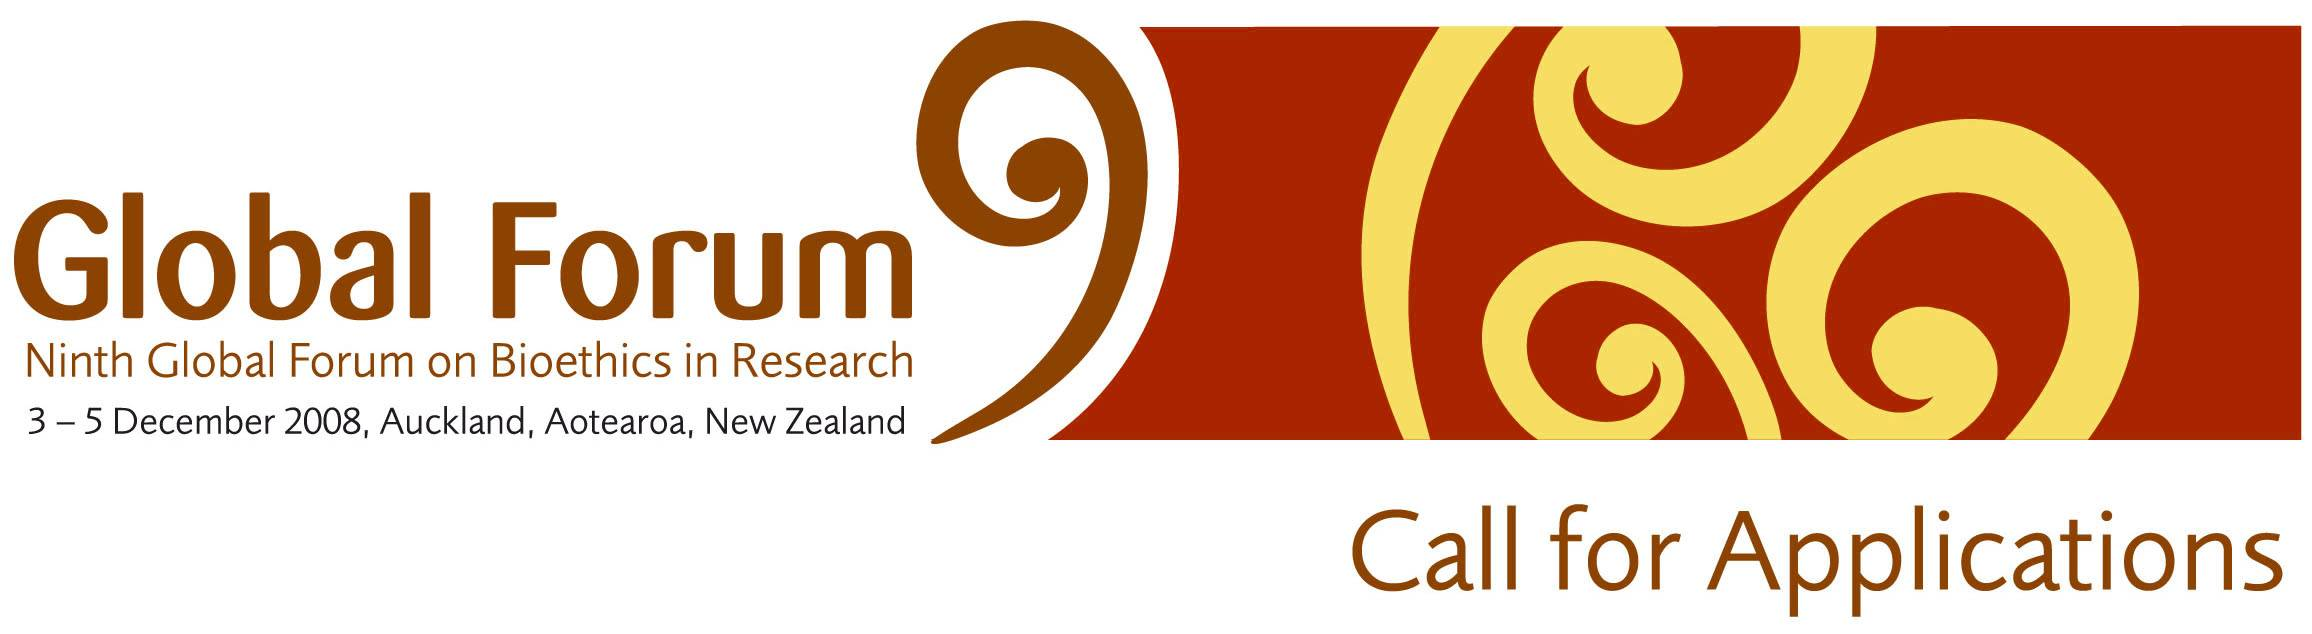 Global Forum 9
Ninth Global Forum on Bioethics in Research
3 – 5 December 2008, Auckland, Aotearoa, New Zealand
Call for Applications